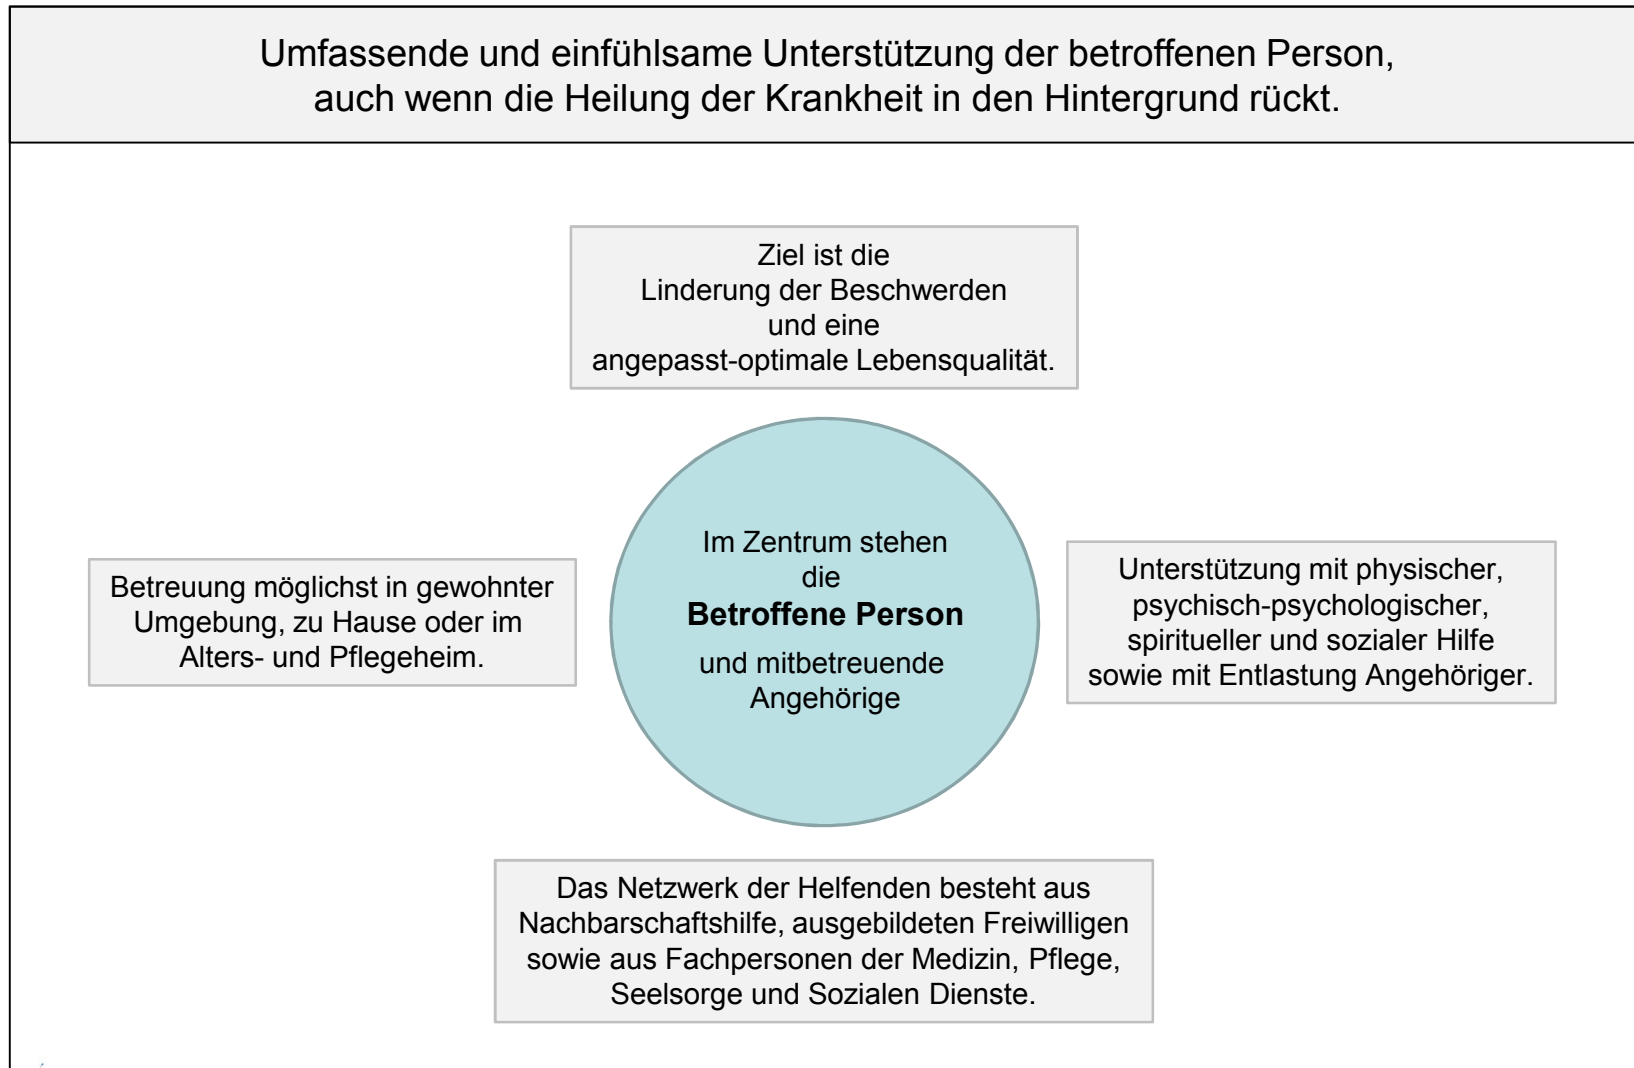 Umfassende und einfühlsame Unterstützung der betroffenen Person,
auch wenn die Heilung der Krankheit in den Hintergrund rückt.
Ziel ist die
Linderung der Beschwerden
und eine
angepasst-optimale Lebensqualität.
Betreuung möglichst in gewohnter
Umgebung, zu Hause oder im
Alters- und Pflegeheim.
Im Zentrum stehen
die
Betroffene Person
und mitbetreuende
Angehörige
Unterstützung mit physischer,
psychisch-psychologischer,
spiritueller und sozialer Hilfe
sowie mit Entlastung Angehöriger.
Das Netzwerk der Helfenden besteht aus
Nachbarschaftshilfe, ausgebildeten Freiwilligen
sowie aus Fachpersonen der Medizin, Pflege,
Seelsorge und Sozialen Dienste.